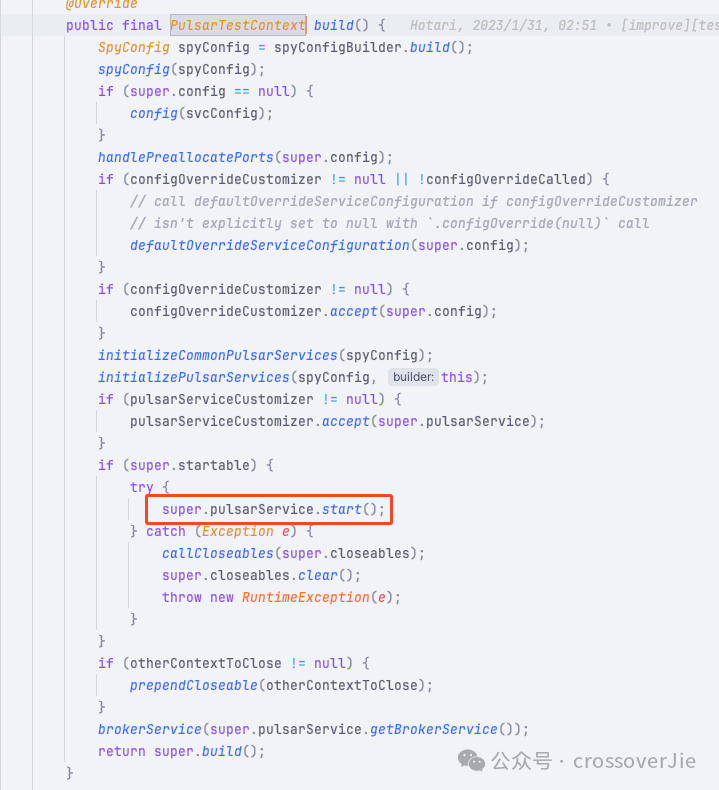 @Override
public final PulsarTestContext build() { Hotari, 2023/1/31, 02:51 • [improve][tes
SpyConfig spyConfig = spyConfigBuilder.build();
spyConfig(spyConfig);
if (super.config == null) {
config(svcConfig);
}
handlePreallocatePorts(super.config);
if (configOverrideCustomizer != null || !configOverrideCalled) {
// call defaultOverrideServiceConfiguration if configOverrideCustomizer
// isn't explicitly set to null with `.configOverride(null)` call
defaultOverrideServiceConfiguration(super.config);
}
if (configOverrideCustomizer != null) {
configOverrideCustomizer.accept(super.config);
}
initializeCommonPulsarServices(spyConfig);
initializePulsarServices(spyConfig, builder: this);
if (pulsarServiceCustomizer != null) {
pulsarServiceCustomizer.accept(super.pulsarService);
}
if (super.startable) {
try {
super.pulsarService.start();
} catch (Exception e) {
callCloseables(super.closeables);
super.closeables.clear();
throw new RuntimeException(e);
}
}
if (otherContextToClose != null) {
prependCloseable(otherContextToClose);
}
brokerService(super.pulsarService.getBrokerService());
return super.build();
}
公众号 · crossoverJie